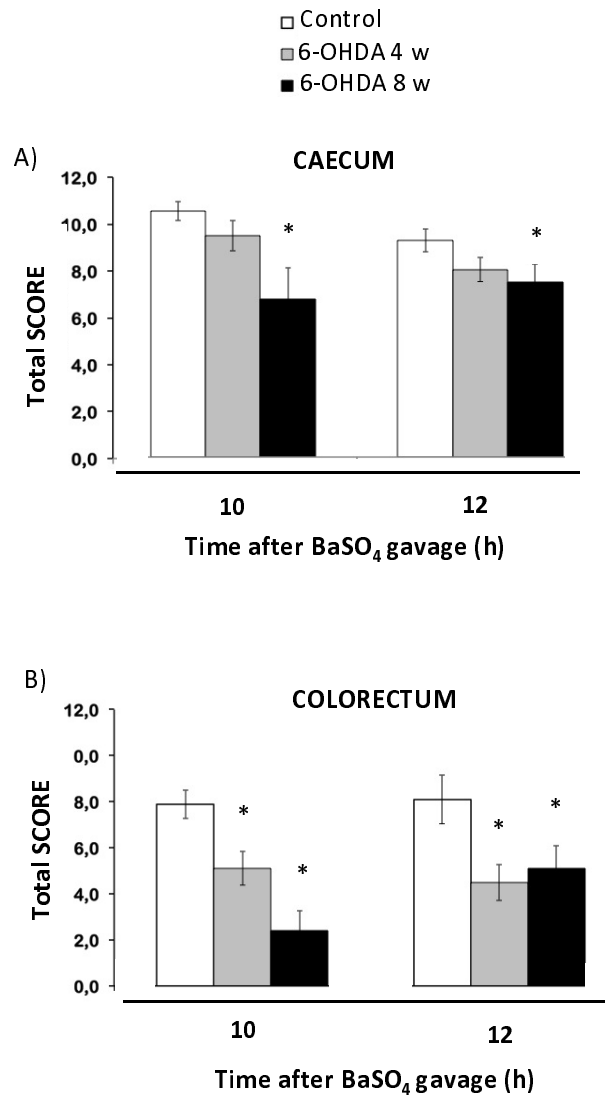 Control
6-OHDA 4 w
6-OHDA 8 w
A)
CAECUM
12,0
10,0
8,0
6,0
4,0
2,0
0,0
Total SCORE
*
*
10
12
Time after BaSO4 gavage (h)
B)
COLORECTUM
12,0
0,0
8,0
6,0
4,0
2,0
0,0
Total SCORE
*
*
*
*
10
12
Time after BaSO4 gavage (h)